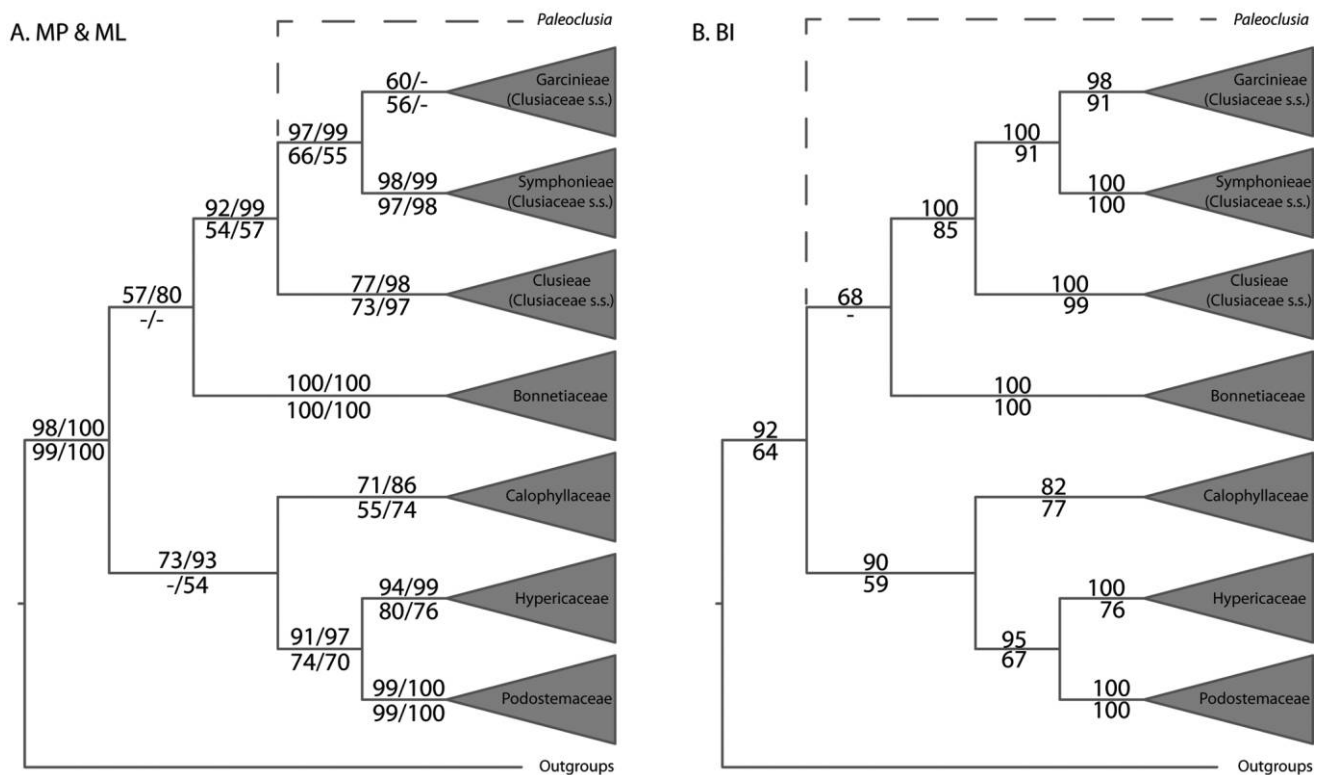 A. MP & ML
Paleoclusia
60/-
56/-
Garcinieae
(Clusiaceae s.s.)
97/99
66/55
98/99
97/98
Symphonieae
(Clusiaceae s.s.)
92/99
54/57
77/98
73/97
Clusieae
(Clusiaceae s.s.)
57/80
-/-
100/100
100/100
Bonnetiaceae
98/100
99/100
71/86
55/74
Calophyllaceae
73/93
-/54
94/99
80/76
Hypericaceae
91/97
74/70
99/100
99/100
Podostemaceae
Outgroups
B. BI
Paleoclusia
98
91
Garcinieae
(Clusiaceae s.s.)
100
91
100
100
Symphonieae
(Clusiaceae s.s.)
100
85
100
99
Clusieae
(Clusiaceae s.s.)
68
-
100
100
Bonnetiaceae
92
64
82
77
Calophyllaceae
90
59
100
76
Hypericaceae
95
67
100
100
Podostemaceae
Outgroups